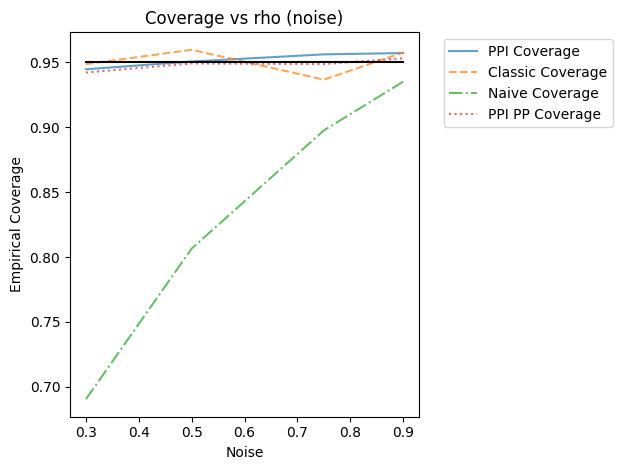 Coverage vs rho (noise)
PPI Coverage
Classic Coverage
Naive Coverage
PPI PP Coverage
Empirical Coverage
0.95
0.90
0.85
0.80
0.75
0.70
0.3 0.4 0.5 0.6 0.7 0.8 0.9
Noise